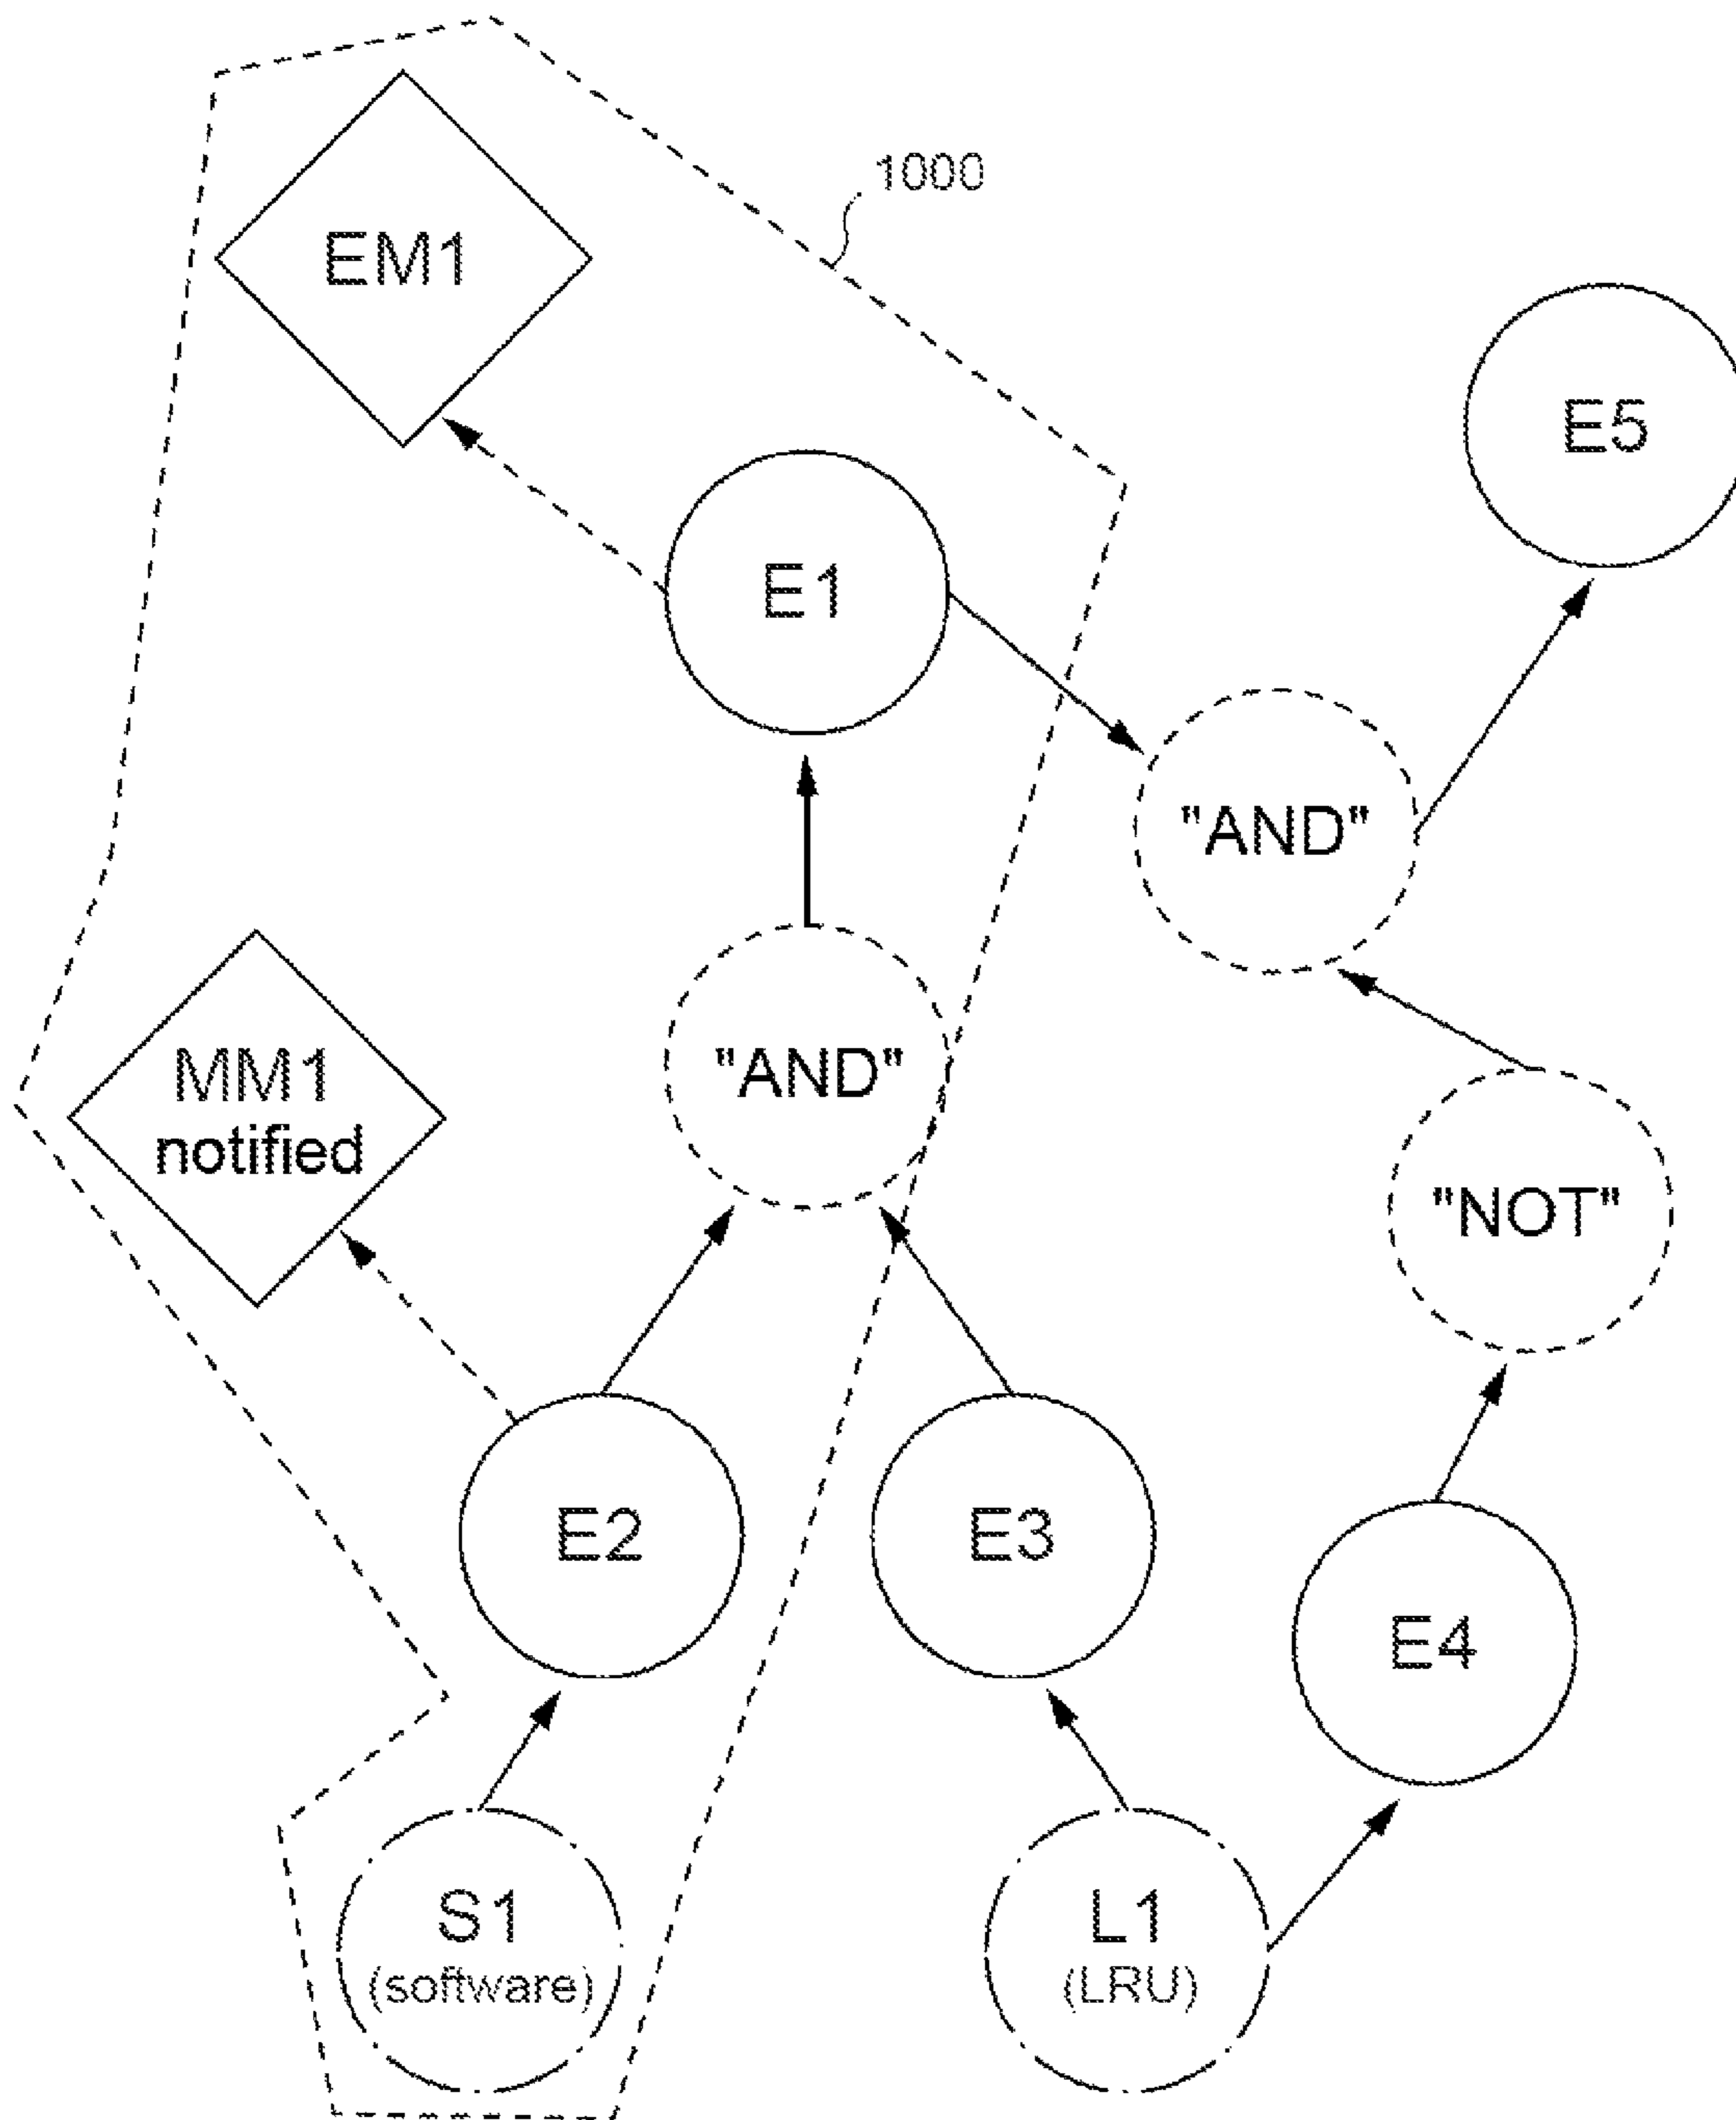 1000
EM1
E5
E1
"AND"
"AND"
MM1
notified
"NOT"
E2
E3
E4
S1
(software)
L1
(LRU)